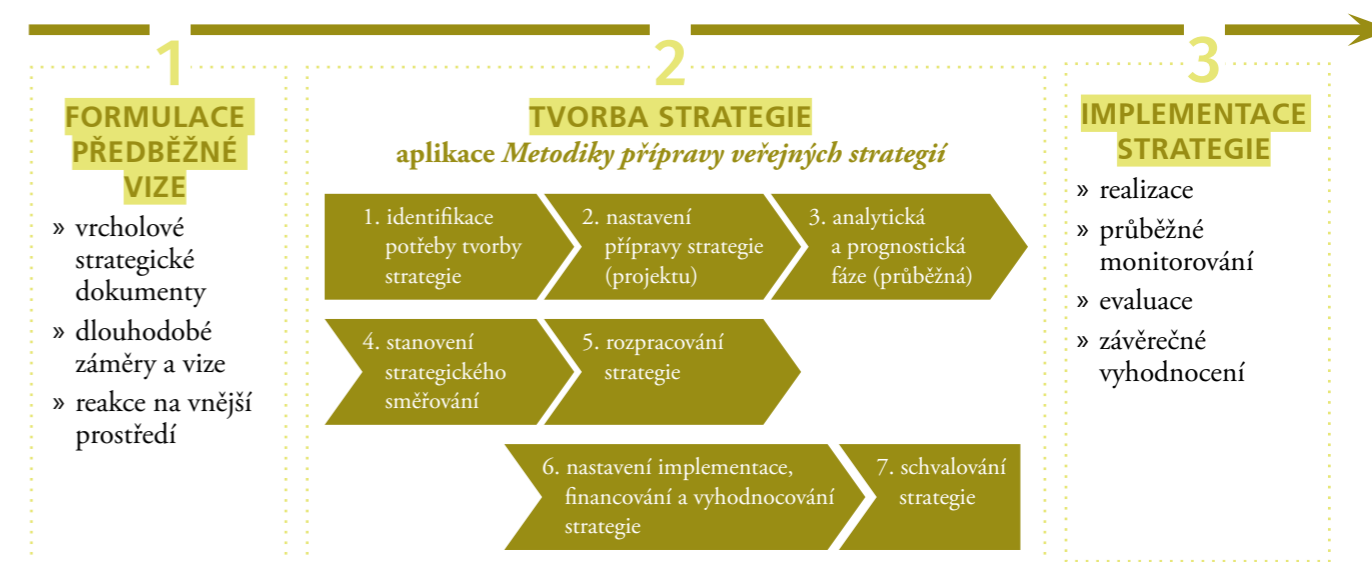 1
FORMULACE
PŘEDBĚŽNÉ
VIZE
» vrcholové
strategické
dokumenty
» dlouhodobé
záměry a vize
» reakce na vnější
prostředí
2
TVORBA STRATEGIE
aplikace Metodiky přípravy veřejných strategií
1. identifikace
potřeby tvorby
strategie
2. nastavení
přípravy strategie
(projektu)
3. analytická
a prognostická
fáze (průběžná)
4. stanovení
strategického
směřování
5. rozpracování
strategie
6. nastavení implementace,
financování a vyhodnocování
strategie
7. schvalování
strategie
3
IMPLEMENTACE
STRATEGIE
» realizace
» průběžné
monitorování
» evaluace
» závěrečné
vyhodnocení